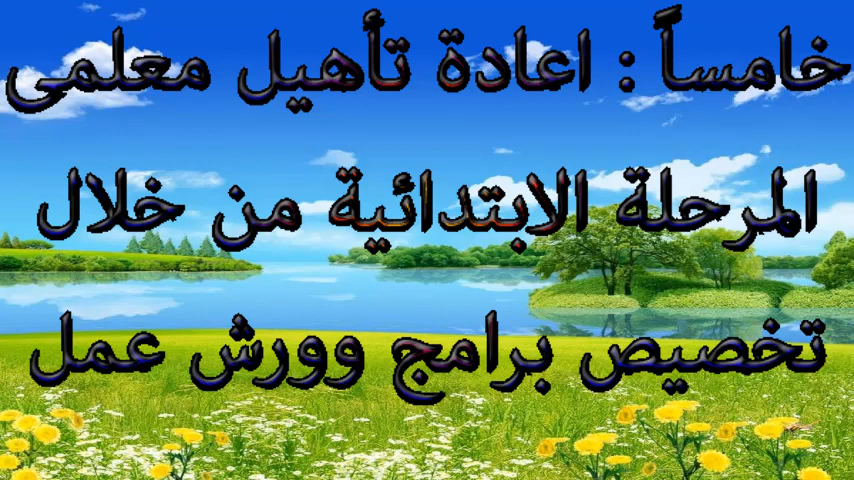 خامساً : اعادة تأهيل معلمى
المرحلة الابتدائية من خلال
تخصيص برامج وورش عمل